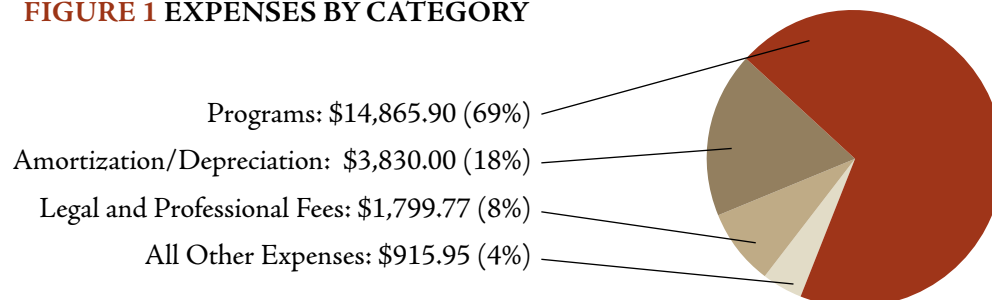 FIGURE 1 EXPENSES BY CATEGORY
Programs: $14,865.90 (69%)
Amortization/Depreciation: $3,830.00 (18%)
Legal and Professional Fees: $1,799.77 (8%)
All Other Expenses: $915.95 (4%)